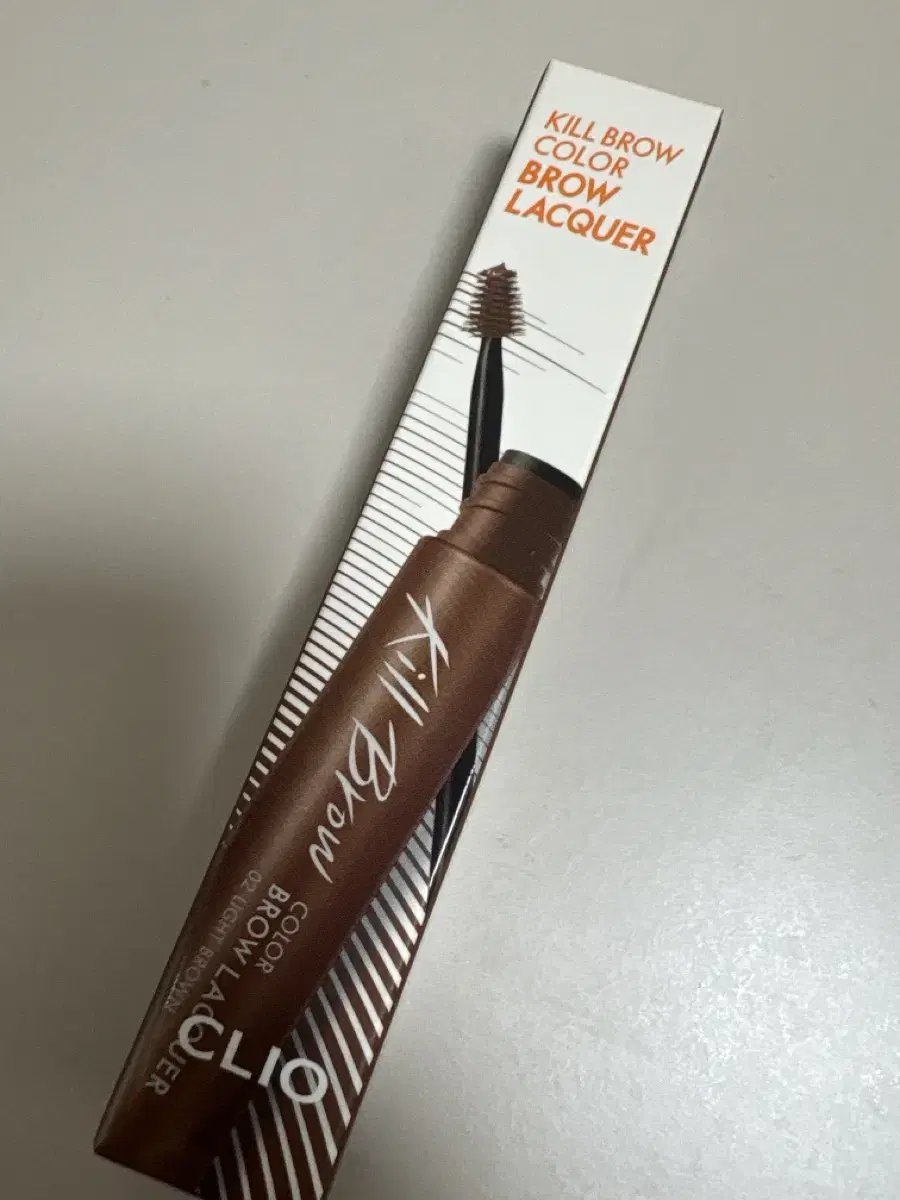 KILL BROW
COLOR
BROW
LACQUER
Kill Brow
COLOR
BROW LACQUER
02 LIGHT BROWN
CLIO